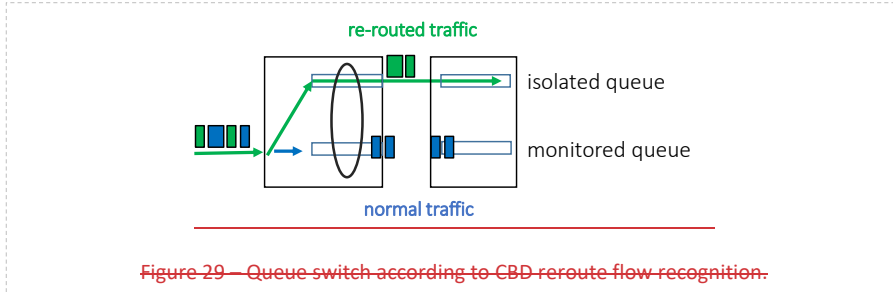 re-routed traffic
isolated queue
monitored queue
normal traffic
Figure 29 – Queue switch according to CBD reroute flow recognition.